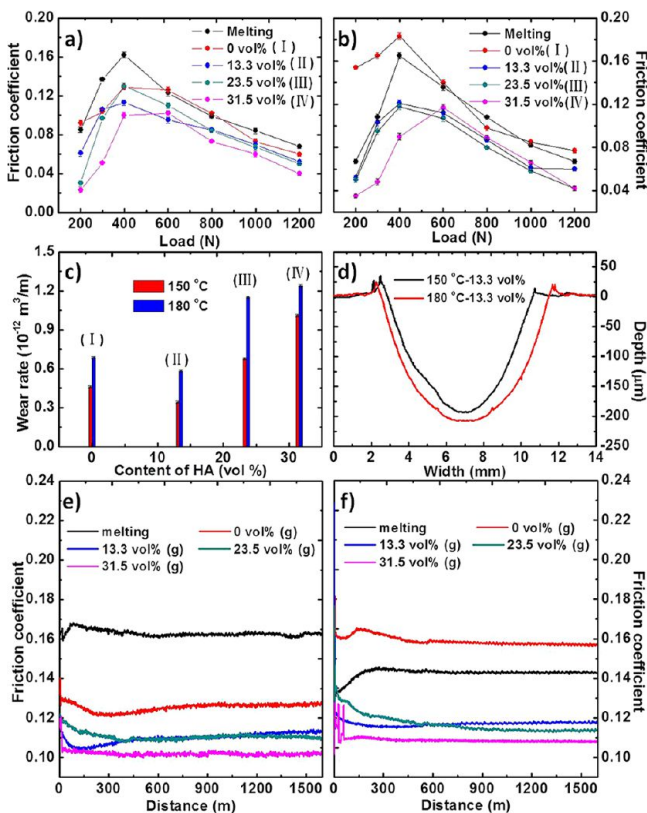 a)
Melting
0 vol% (Ⅰ)
13.3 vol% (Ⅱ)
23.5 vol% (Ⅲ)
31.5 vol% (Ⅳ)
0.20
0.16
0.12
0.08
0.04
0.00
Friction coefficient
200 400 600 800 1000 1200
Load (N)
b)
Melting
0 vol%(Ⅰ)
13.3 vol%(Ⅱ)
23.5 vol%(Ⅲ)
31.5 vol%(Ⅳ)
0.20
0.16
0.12
0.08
0.04
Friction coefficient
200 400 600 800 1000 1200
Load (N)
c)
150 °C
180 °C
(Ⅰ)
(Ⅱ)
(Ⅲ)
(Ⅳ)
1.5
1.2
0.9
0.6
0.3
0.0
Wear rate (10⁻¹² m³/m)
0 10 20 30
Content of HA (vol %)
d)
150 °C-13.3 vol%
180 °C-13.3 vol%
50
0
-50
-100
-150
-200
-250
Depth (μm)
0 2 4 6 8 10 12 14
Width (mm)
e)
melting
0 vol% (g)
13.3 vol% (g)
23.5 vol% (g)
31.5 vol% (g)
0.24
0.22
0.20
0.18
0.16
0.14
0.12
0.10
Friction coefficient
0 300 600 900 1200 1500
Distance (m)
f)
melting
0 vol% (g)
13.3 vol% (g)
23.5 vol% (g)
31.5 vol% (g)
0.24
0.22
0.20
0.18
0.16
0.14
0.12
0.10
Friction coefficient
0 300 600 900 1200 1500
Distance (m)